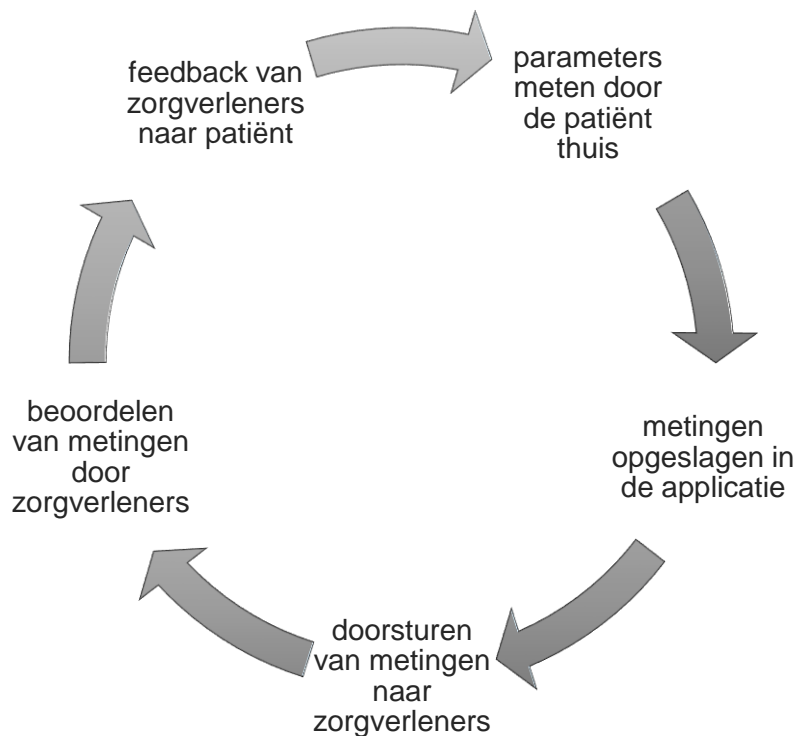 feedback van
zorgverleners
naar patiënt
parameters
meten door
de patiënt
thuis
metingen
opgeslagen in
de applicatie
doorsturen
van metingen
naar
zorgverleners
beoordelen
van metingen
door
zorgverleners